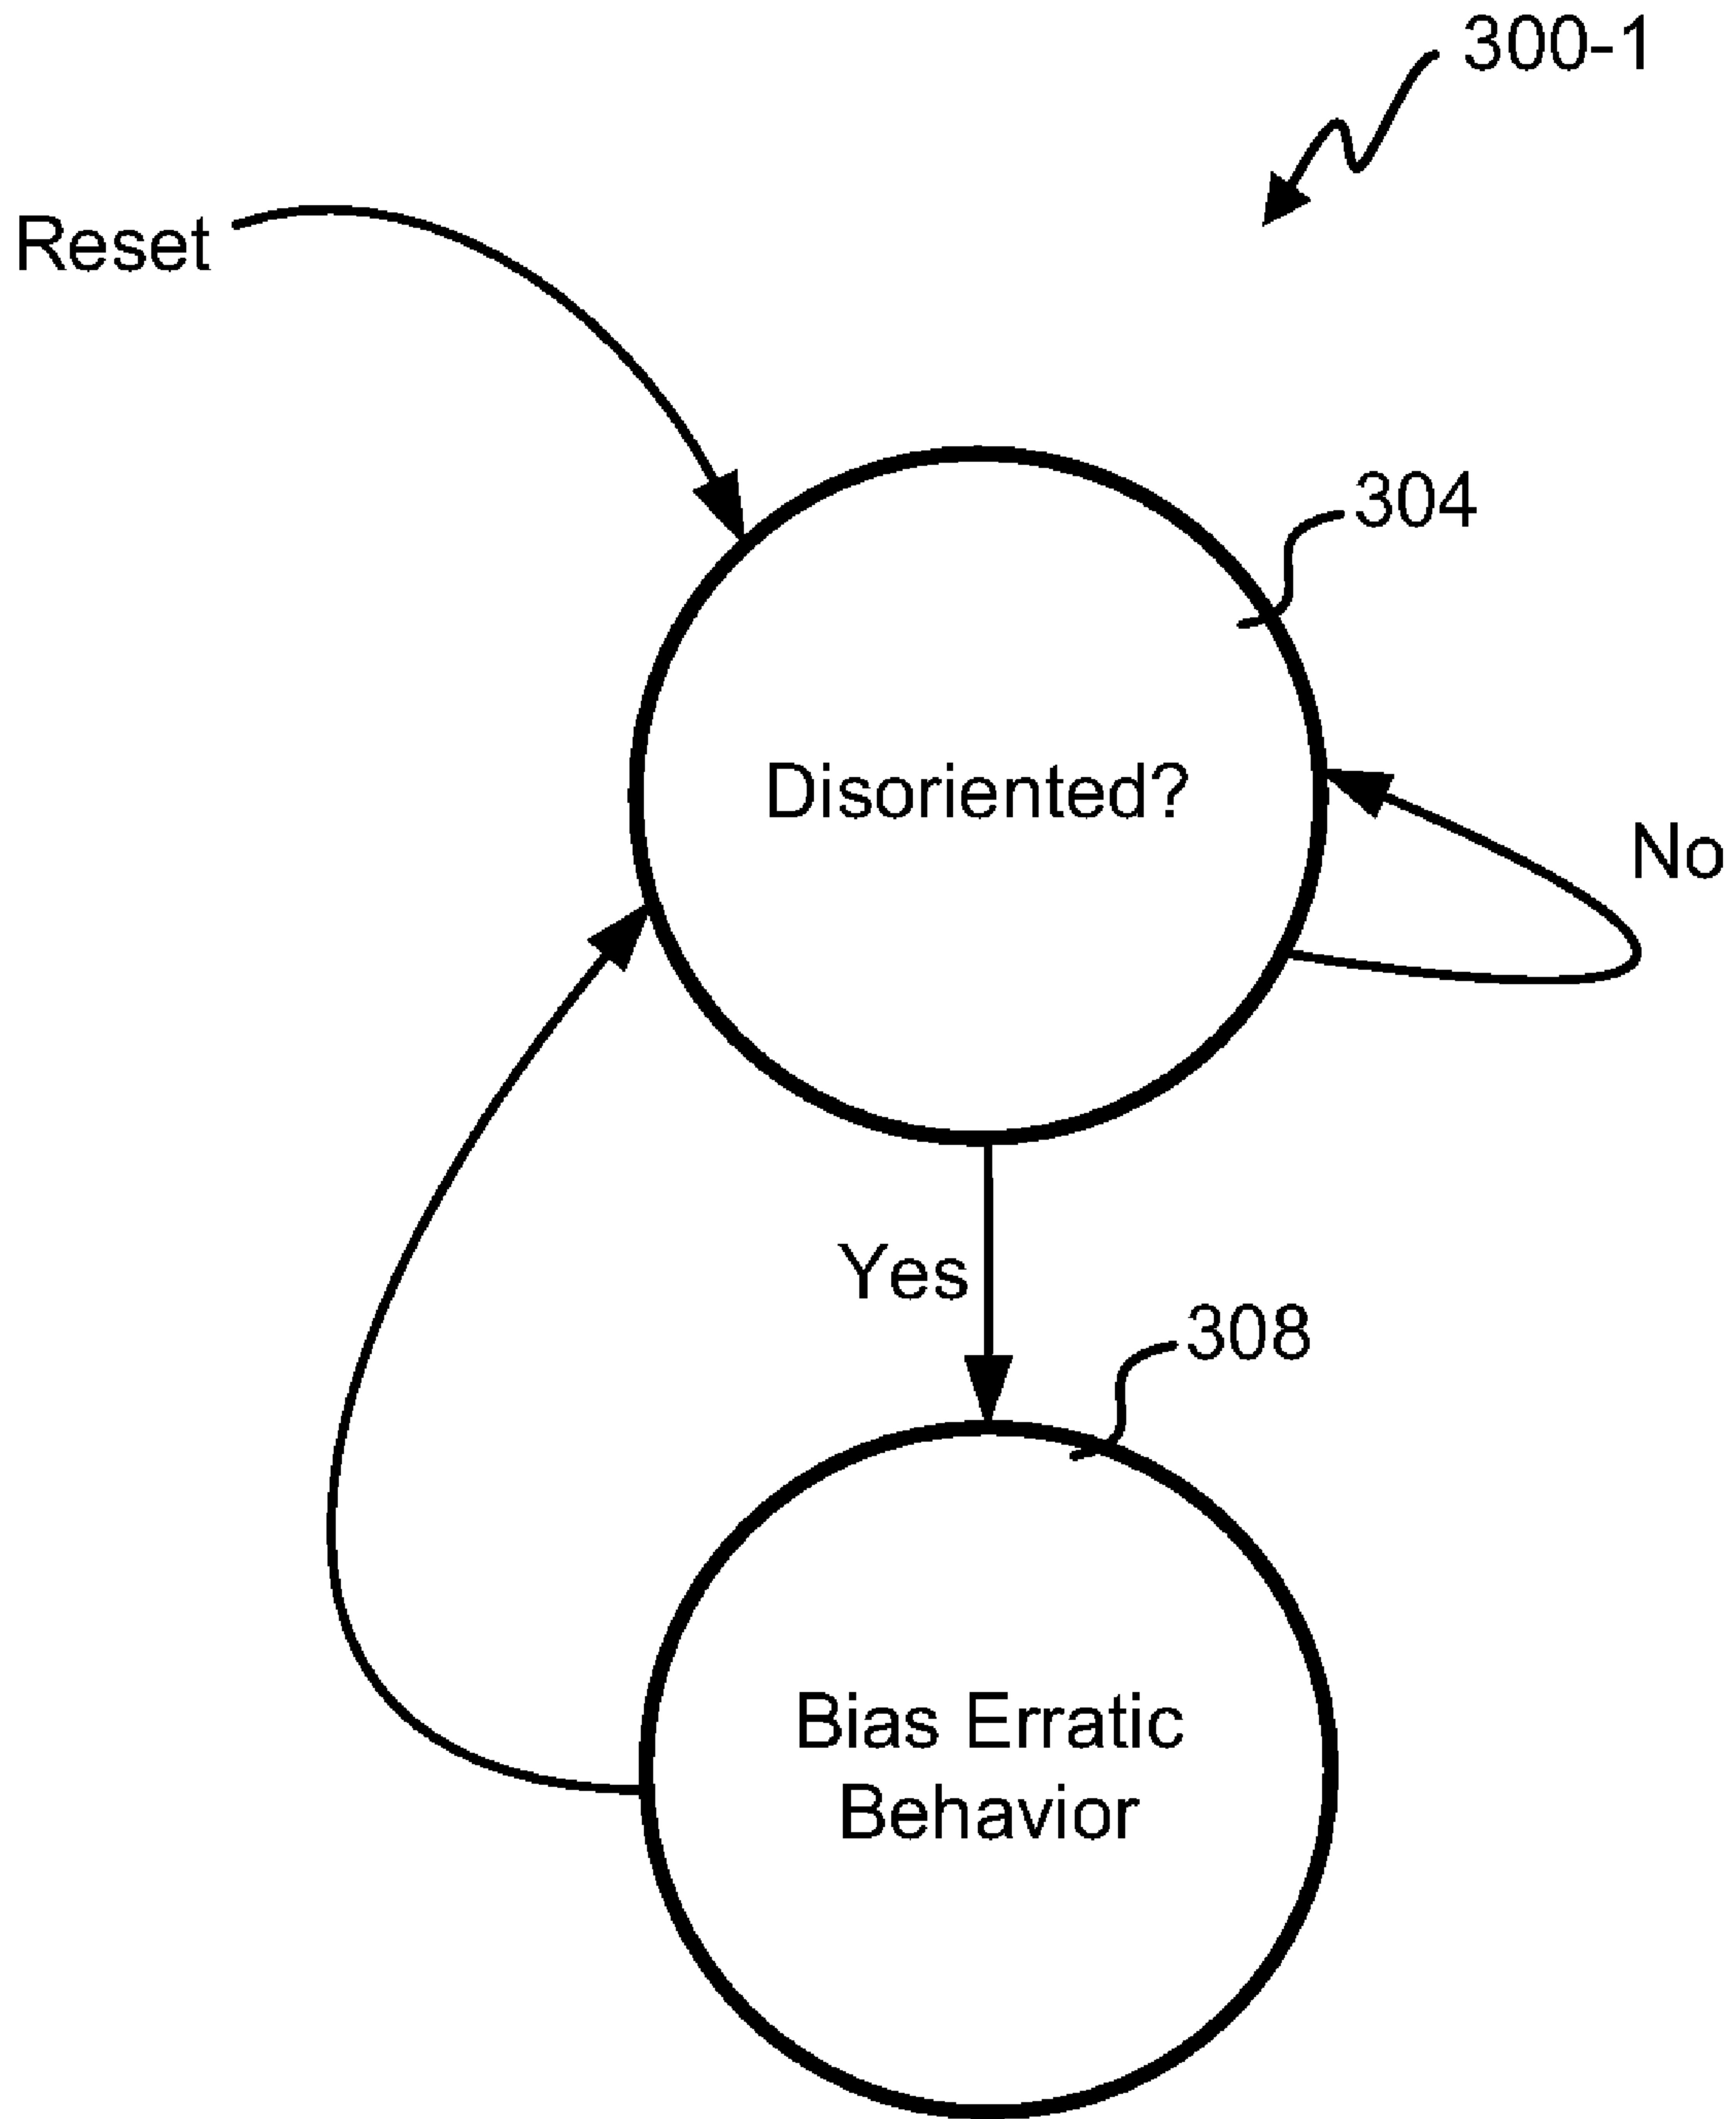 300-1
Reset
304
Disoriented?
No
Yes
308
Bias Erratic
Behavior